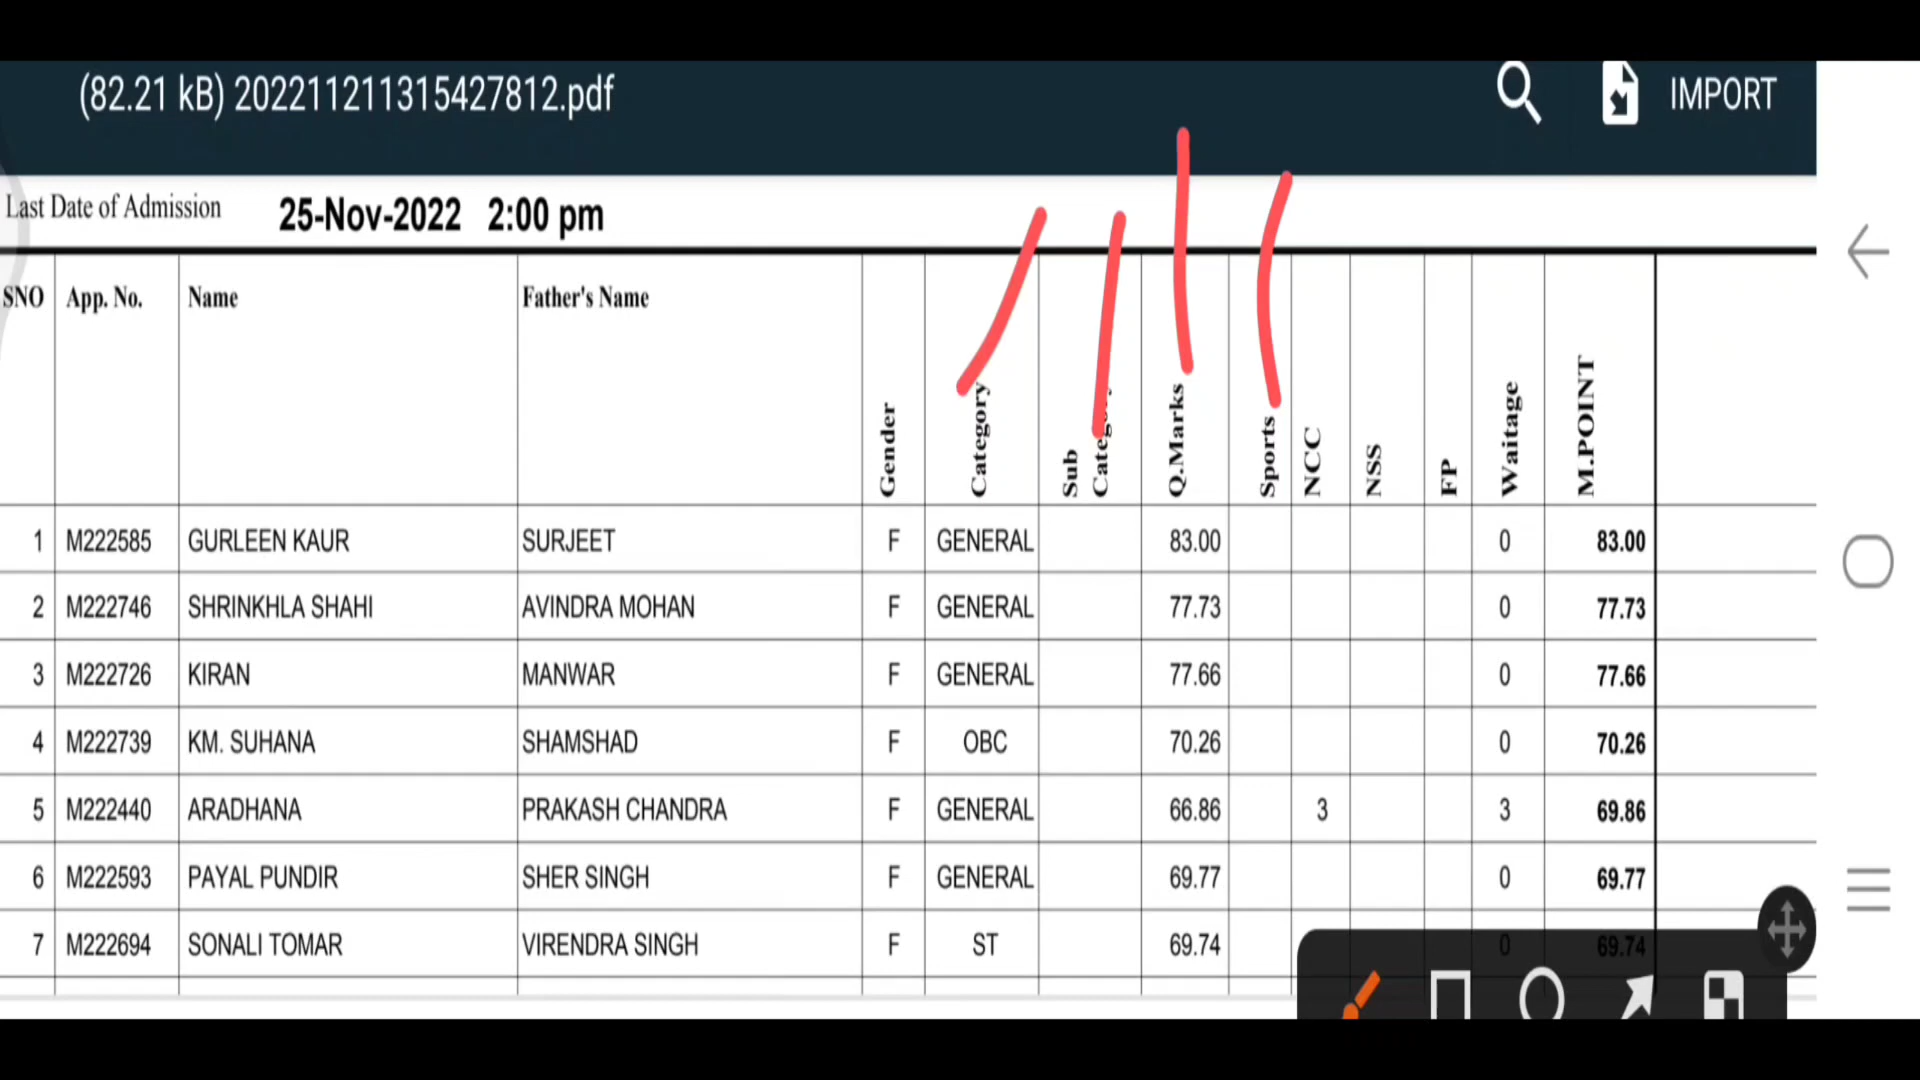 (82.21 kB) 202211211315427812.pdf IMPORT
Last Date of Admission 25-Nov-2022 2:00 pm
SNO App. No. Name Father's Name Gender Category Sub Category Q.Marks Sports NCC NSS FP Waitage M.POINT
1 M222585 GURLEEN KAUR SURJEET F GENERAL 83.00 0 83.00
2 M222746 SHRINKHLA SHAHI AVINDRA MOHAN F GENERAL 77.73 0 77.73
3 M222726 KIRAN MANWAR F GENERAL 77.66 0 77.66
4 M222739 KM. SUHANA SHAMSHAD F OBC 70.26 0 70.26
5 M222440 ARADHANA PRAKASH CHANDRA F GENERAL 66.86 3 3 69.86
6 M222593 PAYAL PUNDIR SHER SINGH F GENERAL 69.77 0 69.77
7 M222694 SONALI TOMAR VIRENDRA SINGH F ST 69.74 0 69.74